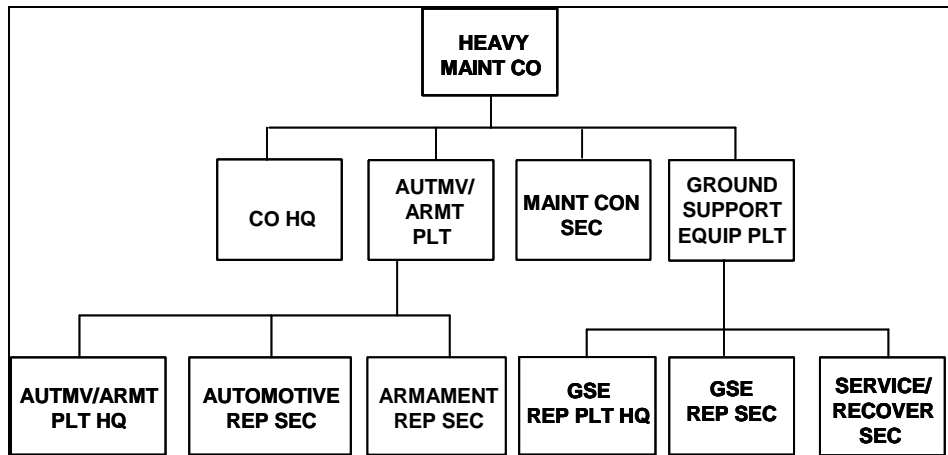 HEAVY
MAINT CO
CO HQ
AUTMV/
ARMT
PLT
MAINT CON
SEC
GROUND
SUPPORT
EQUIP PLT
AUTMV/ARMT
PLT HQ
AUTOMOTIVE
REP SEC
ARMAMENT
REP SEC
GSE
REP PLT HQ
GSE
REP SEC
SERVICE/
RECOVER
SEC